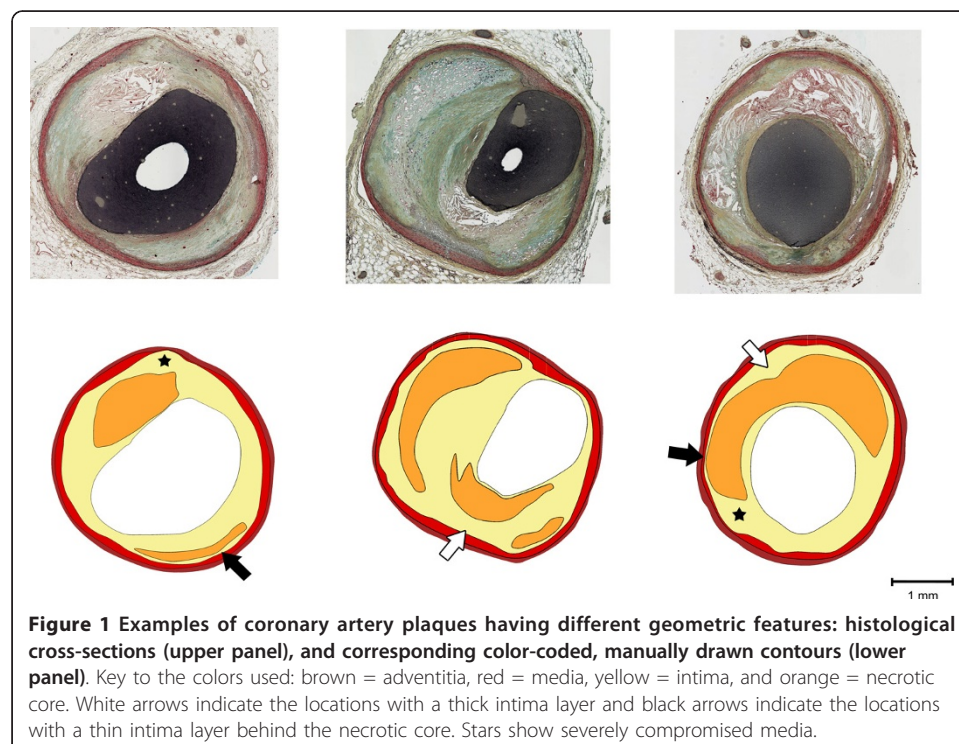 1 mm
Figure 1 Examples of coronary artery plaques having different geometric features: histological
cross-sections (upper panel), and corresponding color-coded, manually drawn contours (lower
panel). Key to the colors used: brown = adventitia, red = media, yellow = intima, and orange = necrotic
core. White arrows indicate the locations with a thick intima layer and black arrows indicate the locations
with a thin intima layer behind the necrotic core. Stars show severely compromised media.